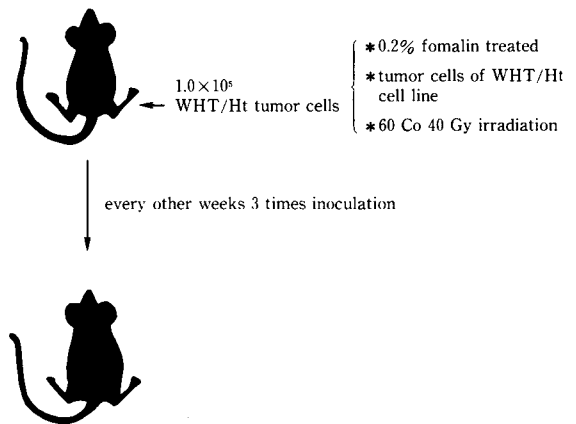 1.0×10⁵
WHT/Ht tumor cells
*0.2% fomalin treated
*tumor cells of WHT/Ht
cell line
*60 Co 40 Gy irradiation
every other weeks 3 times inoculation